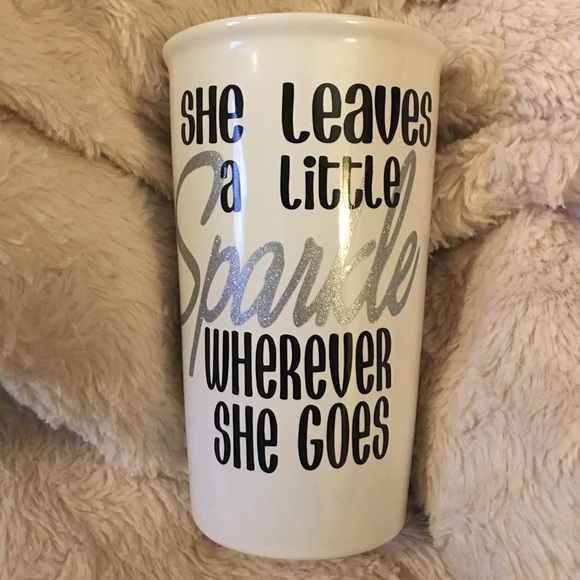 SHE LEAVES
a Little
Sparkle
WHEREVER
SHE GOES